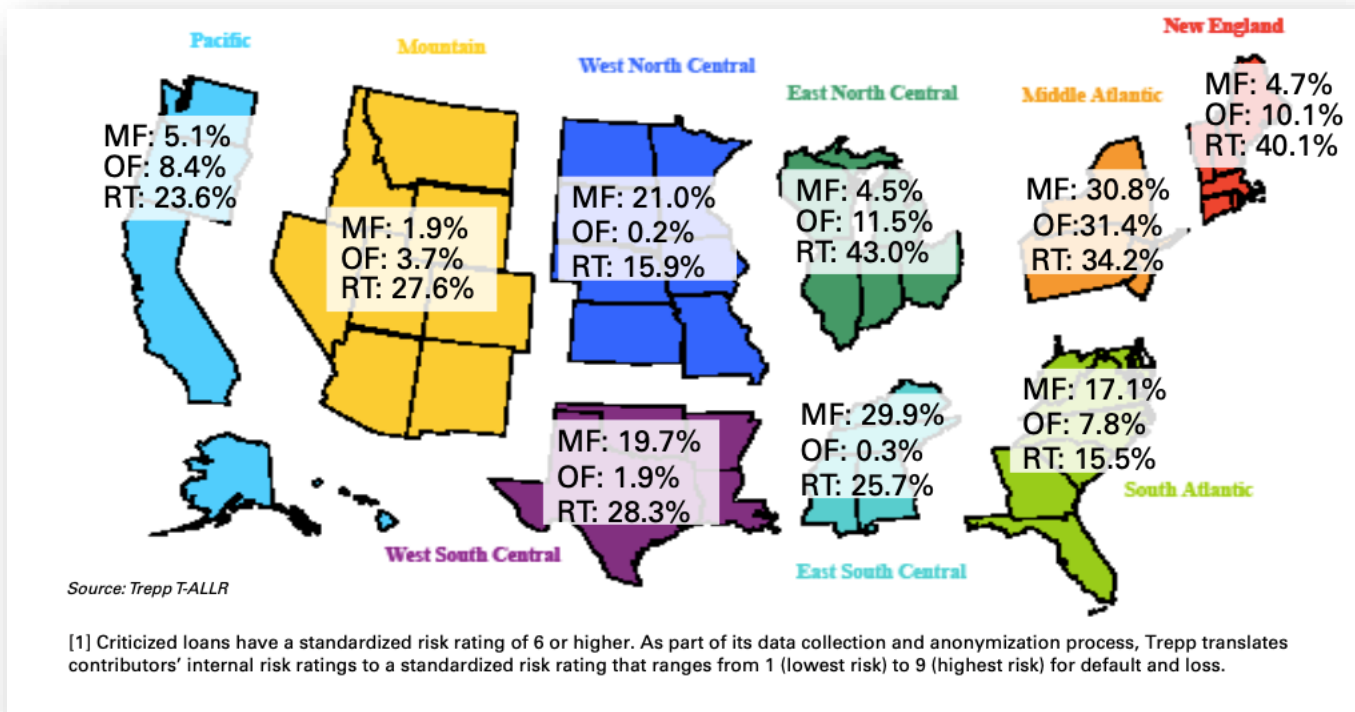 Pacific
MF: 5.1%
OF: 8.4%
RT: 23.6%
Mountain
MF: 1.9%
OF: 3.7%
RT: 27.6%
West North Central
MF: 21.0%
OF: 0.2%
RT: 15.9%
East North Central
MF: 4.5%
OF: 11.5%
RT: 43.0%
Middle Atlantic
MF: 30.8%
OF:31.4%
RT: 34.2%
New England
MF: 4.7%
OF: 10.1%
RT: 40.1%
West South Central
MF: 19.7%
OF: 1.9%
RT: 28.3%
East South Central
MF: 29.9%
OF: 0.3%
RT: 25.7%
South Atlantic
MF: 17.1%
OF: 7.8%
RT: 15.5%
Source: Trepp T-ALLR
[1] Criticized loans have a standardized risk rating of 6 or higher. As part of its data collection and anonymization process, Trepp translates
contributors’ internal risk ratings to a standardized risk rating that ranges from 1 (lowest risk) to 9 (highest risk) for default and loss.